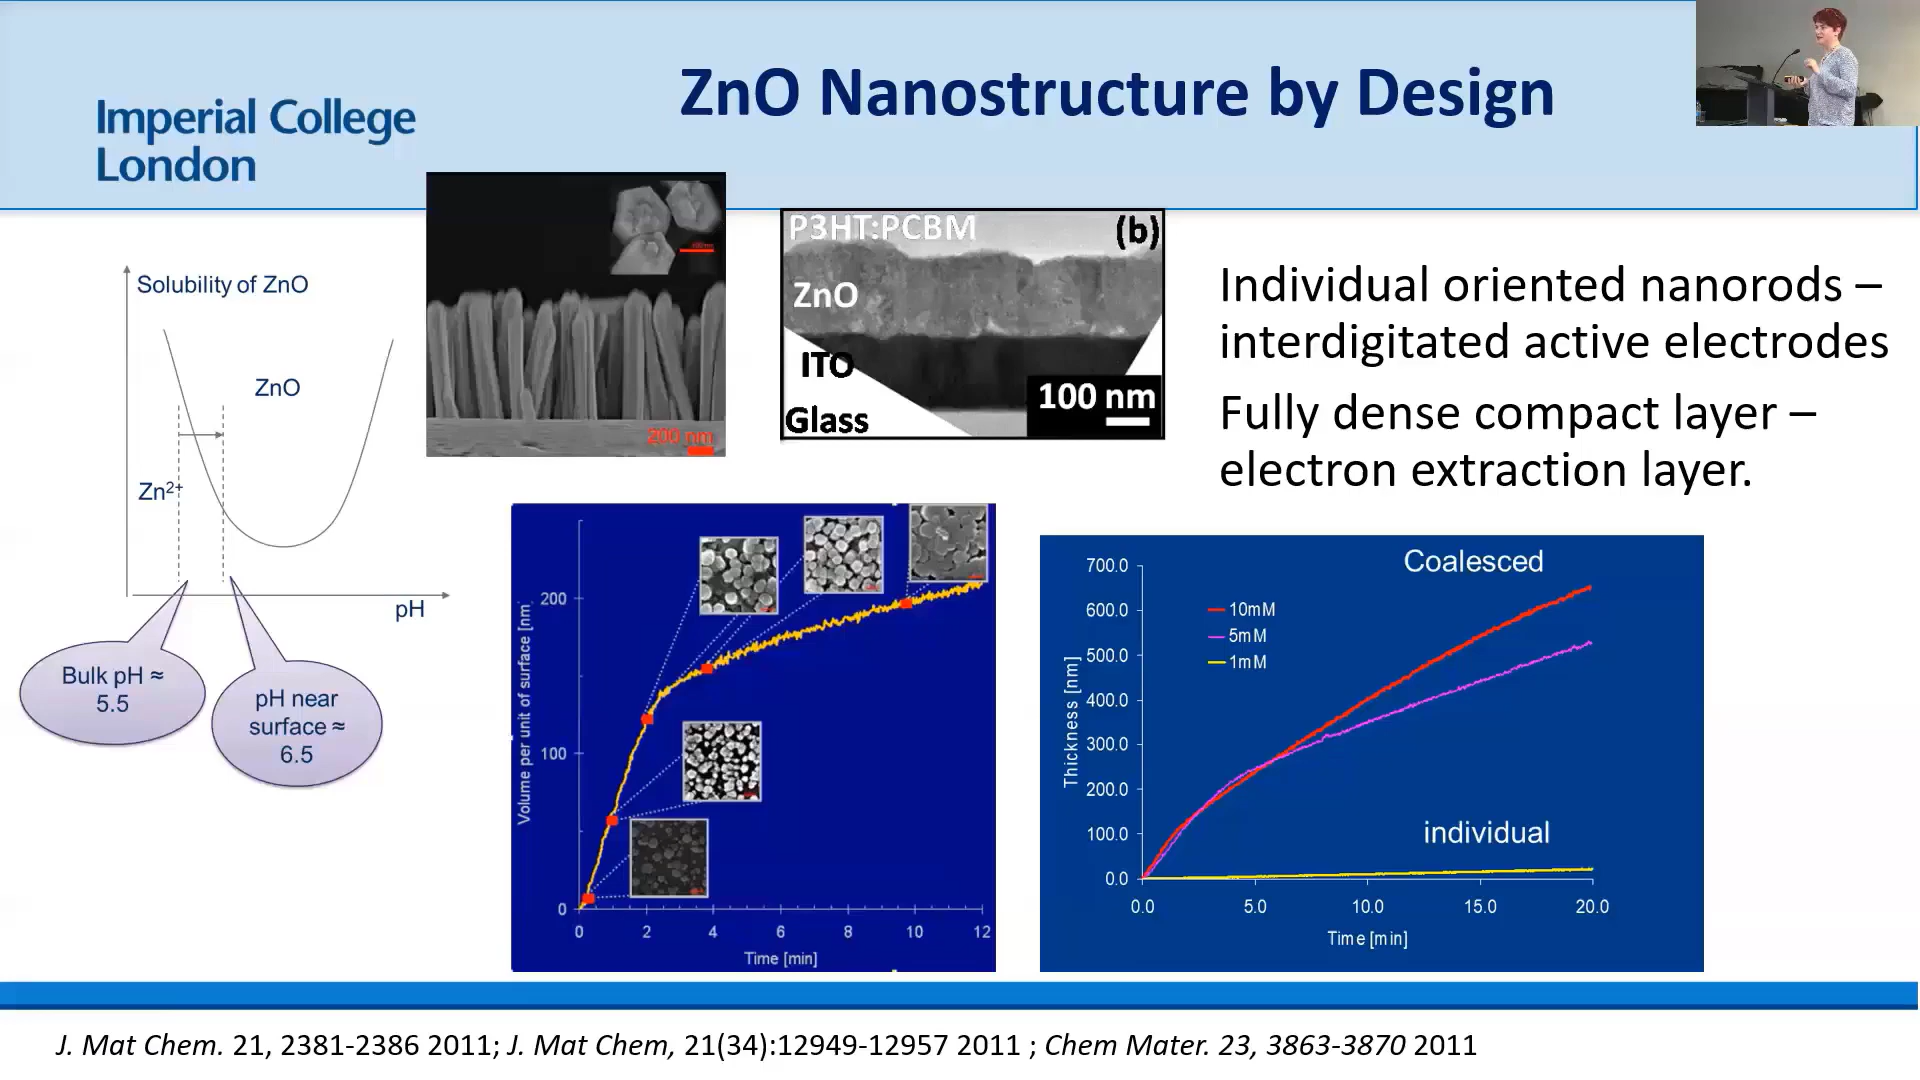 ZnO Nanostructure by Design
Imperial College
London
Solubility of ZnO
ZnO
Zn²⁺
pH
Bulk pH ≈
5.5
pH near
surface ≈
6.5
200 nm
P3HT:PCBM
(b)
ZnO
ITO
Glass
100 nm
Individual oriented nanorods –
interdigitated active electrodes
Fully dense compact layer –
electron extraction layer.
Volume per unit of surface [nm]
200
100
0
0 2 4 6 8 10 12
Time [min]
Coalesced
10mM
5mM
1mM
individual
Thickness [nm]
700.0
600.0
500.0
400.0
300.0
200.0
100.0
0.0
0.0 5.0 10.0 15.0 20.0
Time [min]
J. Mat Chem. 21, 2381-2386 2011; J. Mat Chem, 21(34):12949-12957 2011 ; Chem Mater. 23, 3863-3870 2011